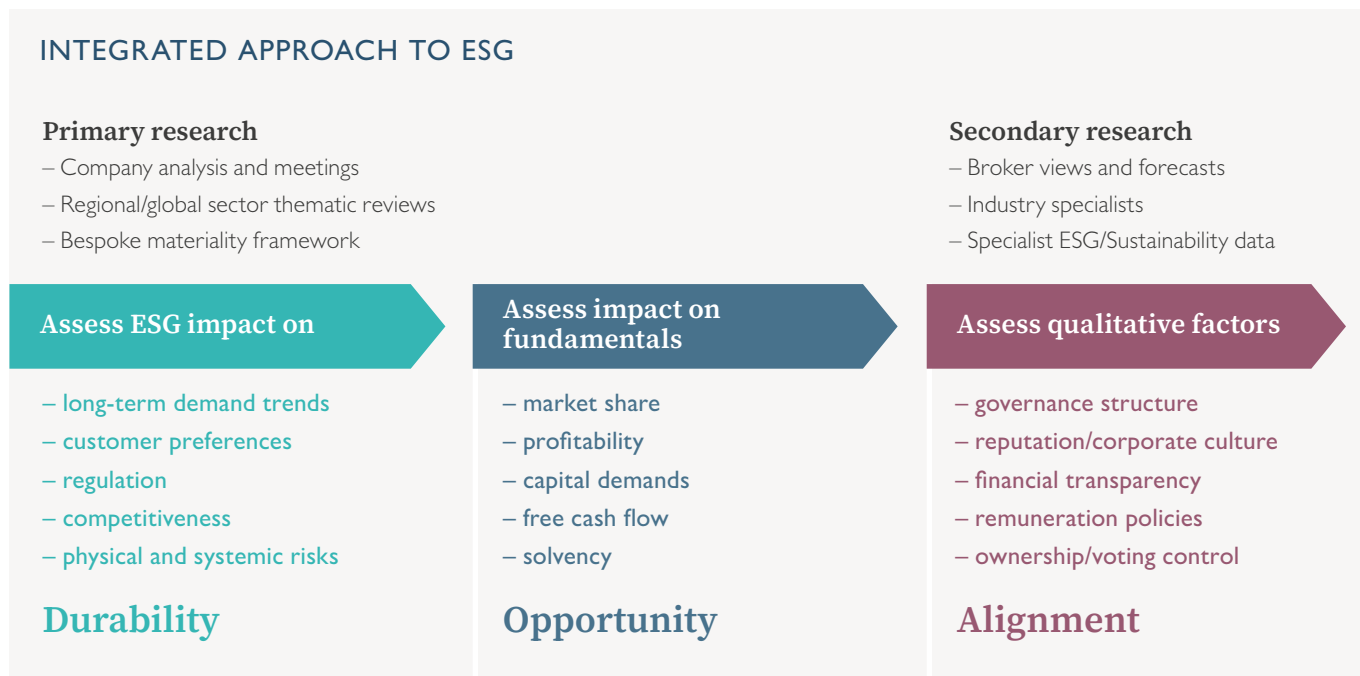 INTEGRATED APPROACH TO ESG
Primary research
– Company analysis and meetings
– Regional/global sector thematic reviews
– Bespoke materiality framework
Secondary research
– Broker views and forecasts
– Industry specialists
– Specialist ESG/Sustainability data
Assess ESG impact on
– long-term demand trends
– customer preferences
– regulation
– competitiveness
– physical and systemic risks
Durability
Assess impact on
fundamentals
– market share
– profitability
– capital demands
– free cash flow
– solvency
Opportunity
Assess qualitative factors
– governance structure
– reputation/corporate culture
– financial transparency
– remuneration policies
– ownership/voting control
Alignment